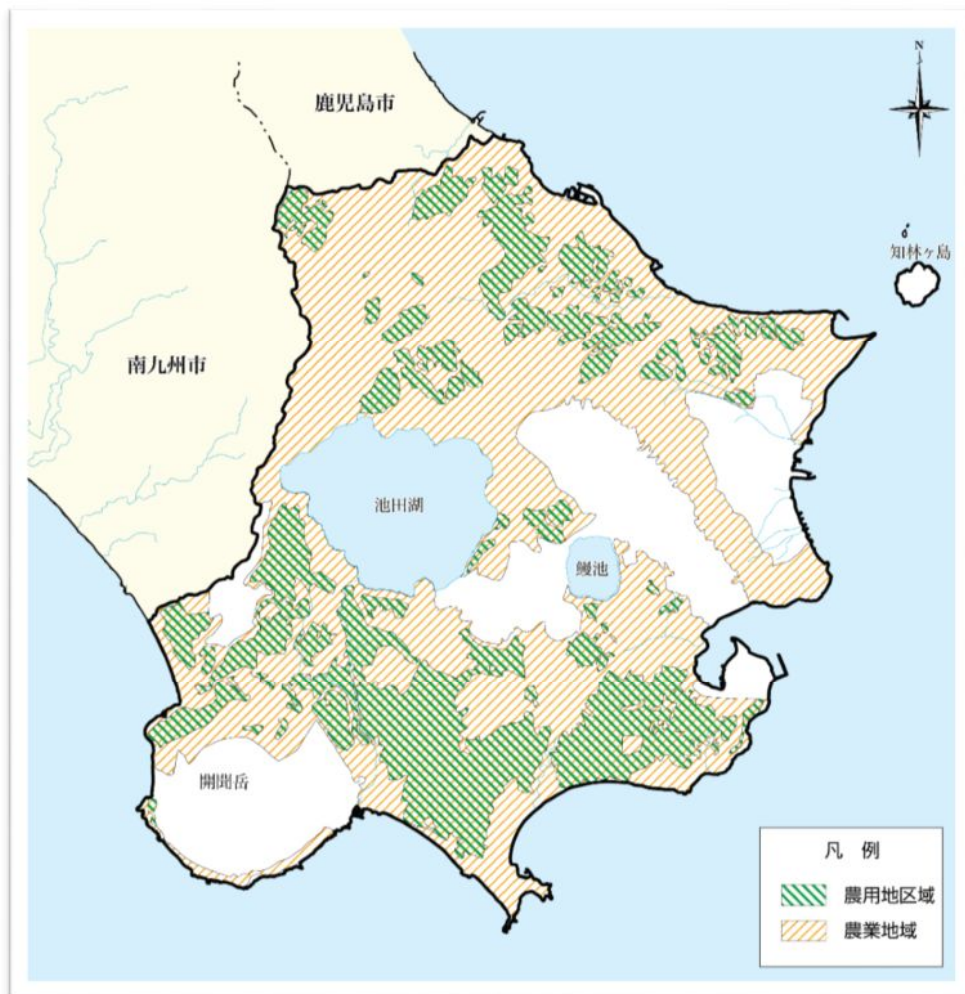 N
鹿児島市
知林ヶ島
南九州市
池田湖
鰻池
開聞岳
凡 例
農用地区域
農業地域